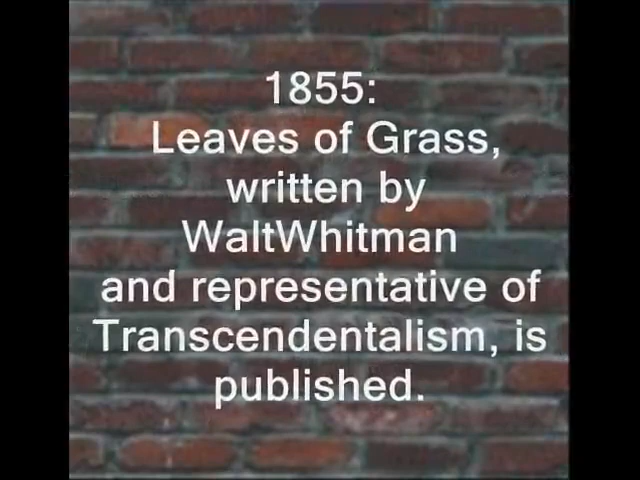 1855:
Leaves of Grass,
written by
WaltWhitman
and representative of
Transcendentalism, is
published.